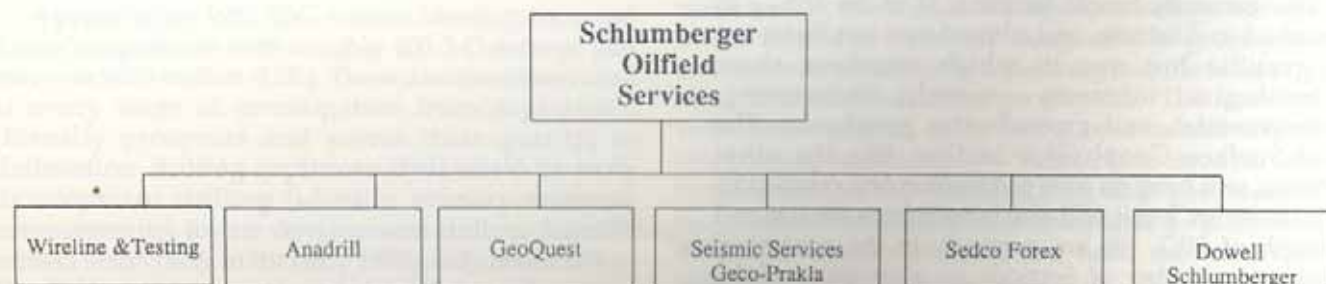 Schlumberger
Oilfield
Services
Wireline &Testing
Anadrill
GeoQuest
Seismic Services
Geco-Prakla
Sedco Forex
Dowell
Schlumberger